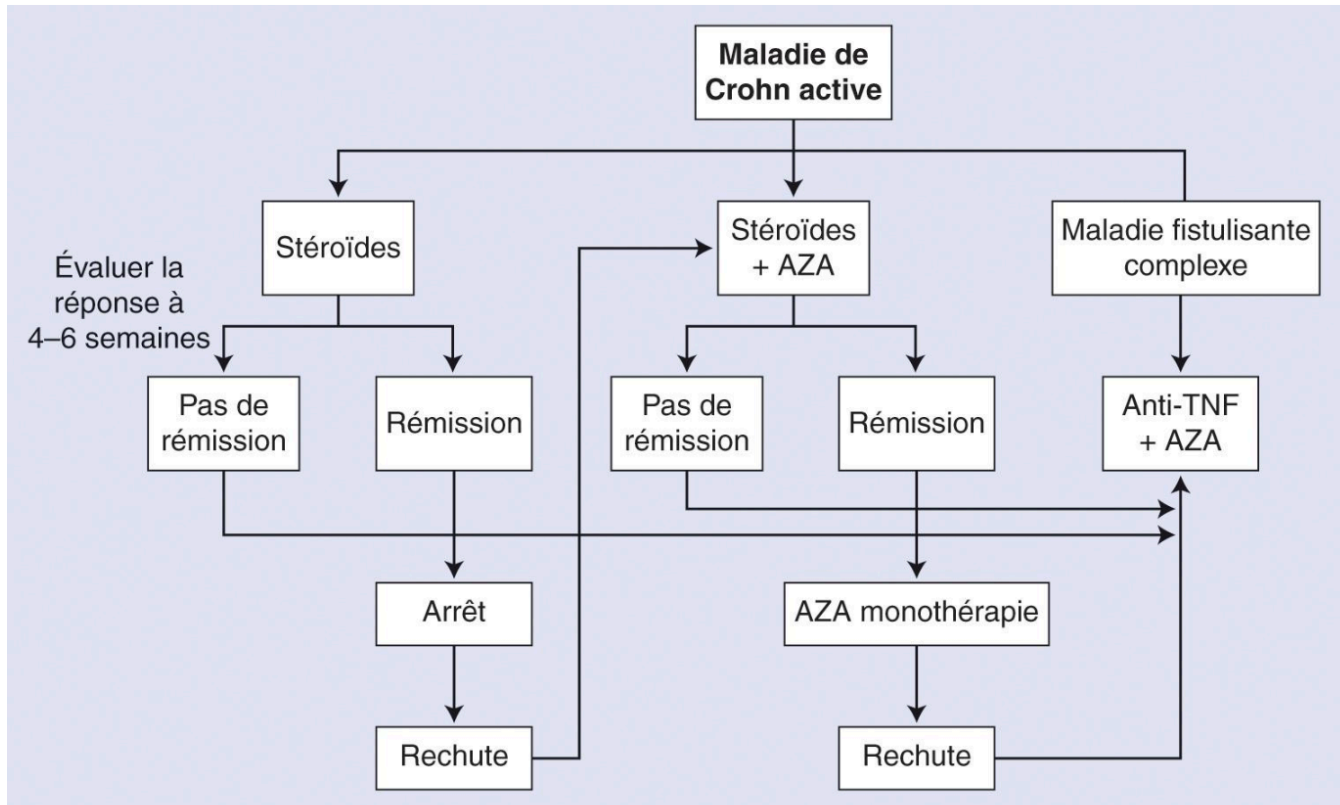 Maladie de
Crohn active
Stéroïdes
Stéroïdes
+ AZA
Maladie fistulisante
complexe
Évaluer la
réponse à
4–6 semaines
Pas de
rémission
Rémission
Pas de
rémission
Rémission
Anti-TNF
+ AZA
Arrêt
AZA monothérapie
Rechute
Rechute